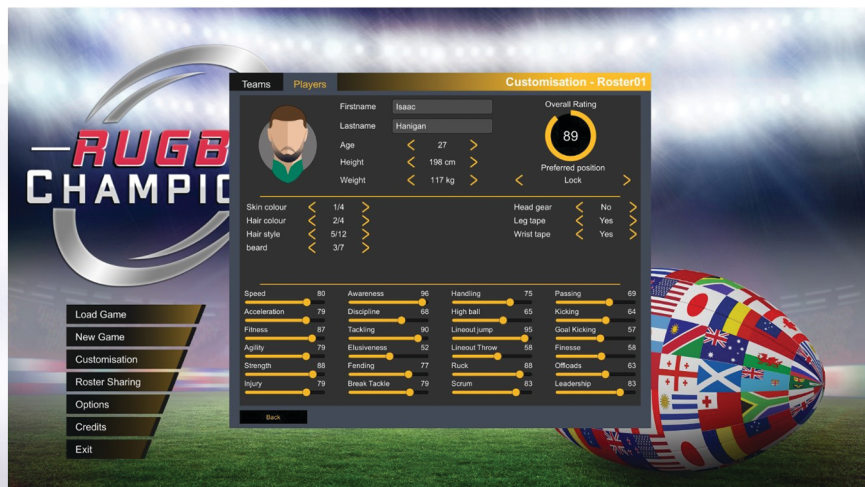 Teams Players Customisation - Roster01
Firstname Isaac
Lastname Hanigan
Age < 27 >
Height < 198 cm >
Weight < 117 kg >
Overall Rating
89
Preferred position
< Lock >
Skin colour < 1/4 >
Hair colour < 2/4 >
Hair style < 5/12 >
beard < 3/7 >
Head gear < No >
Leg tape < Yes >
Wrist tape < Yes >
Speed 80 Awareness 96 Handling 75 Passing 69
Acceleration 79 Discipline 68 High ball 65 Kicking 64
Fitness 87 Tackling 90 Lineout jump 95 Goal Kicking 57
Agility 79 Elusiveness 52 Lineout Throw 58 Finesse 58
Strength 88 Fending 77 Ruck 88 Offloads 63
Injury 79 Break Tackle 79 Scrum 83 Leadership 83
Back
RUGB
CHAMPIC
Load Game
New Game
Customisation
Roster Sharing
Options
Credits
Exit